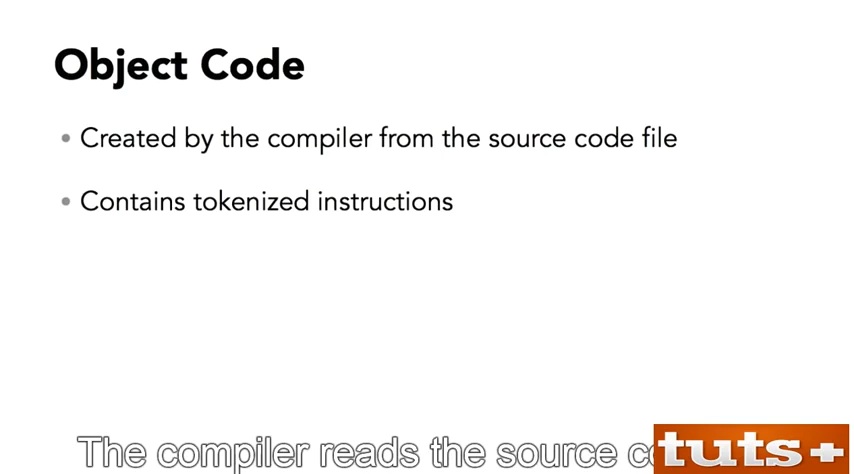 Object Code
• Created by the compiler from the source code file
• Contains tokenized instructions
The compiler reads the source
tuts+